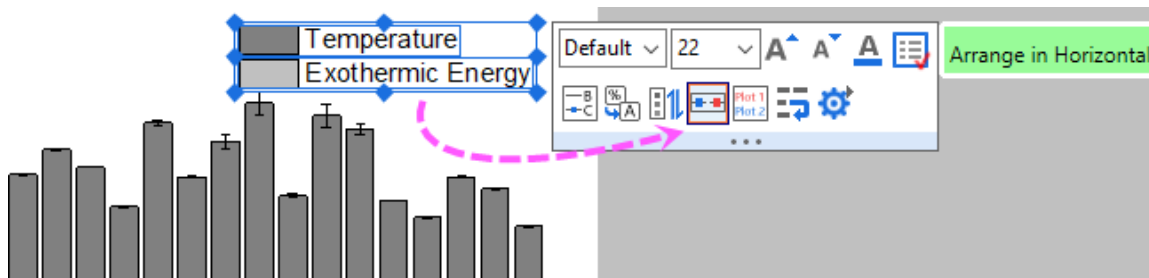 Temperature
Exothermic Energy
Default 22 A A A
B
C
% A
Plot 1
Plot 2
Arrange in Horizontal